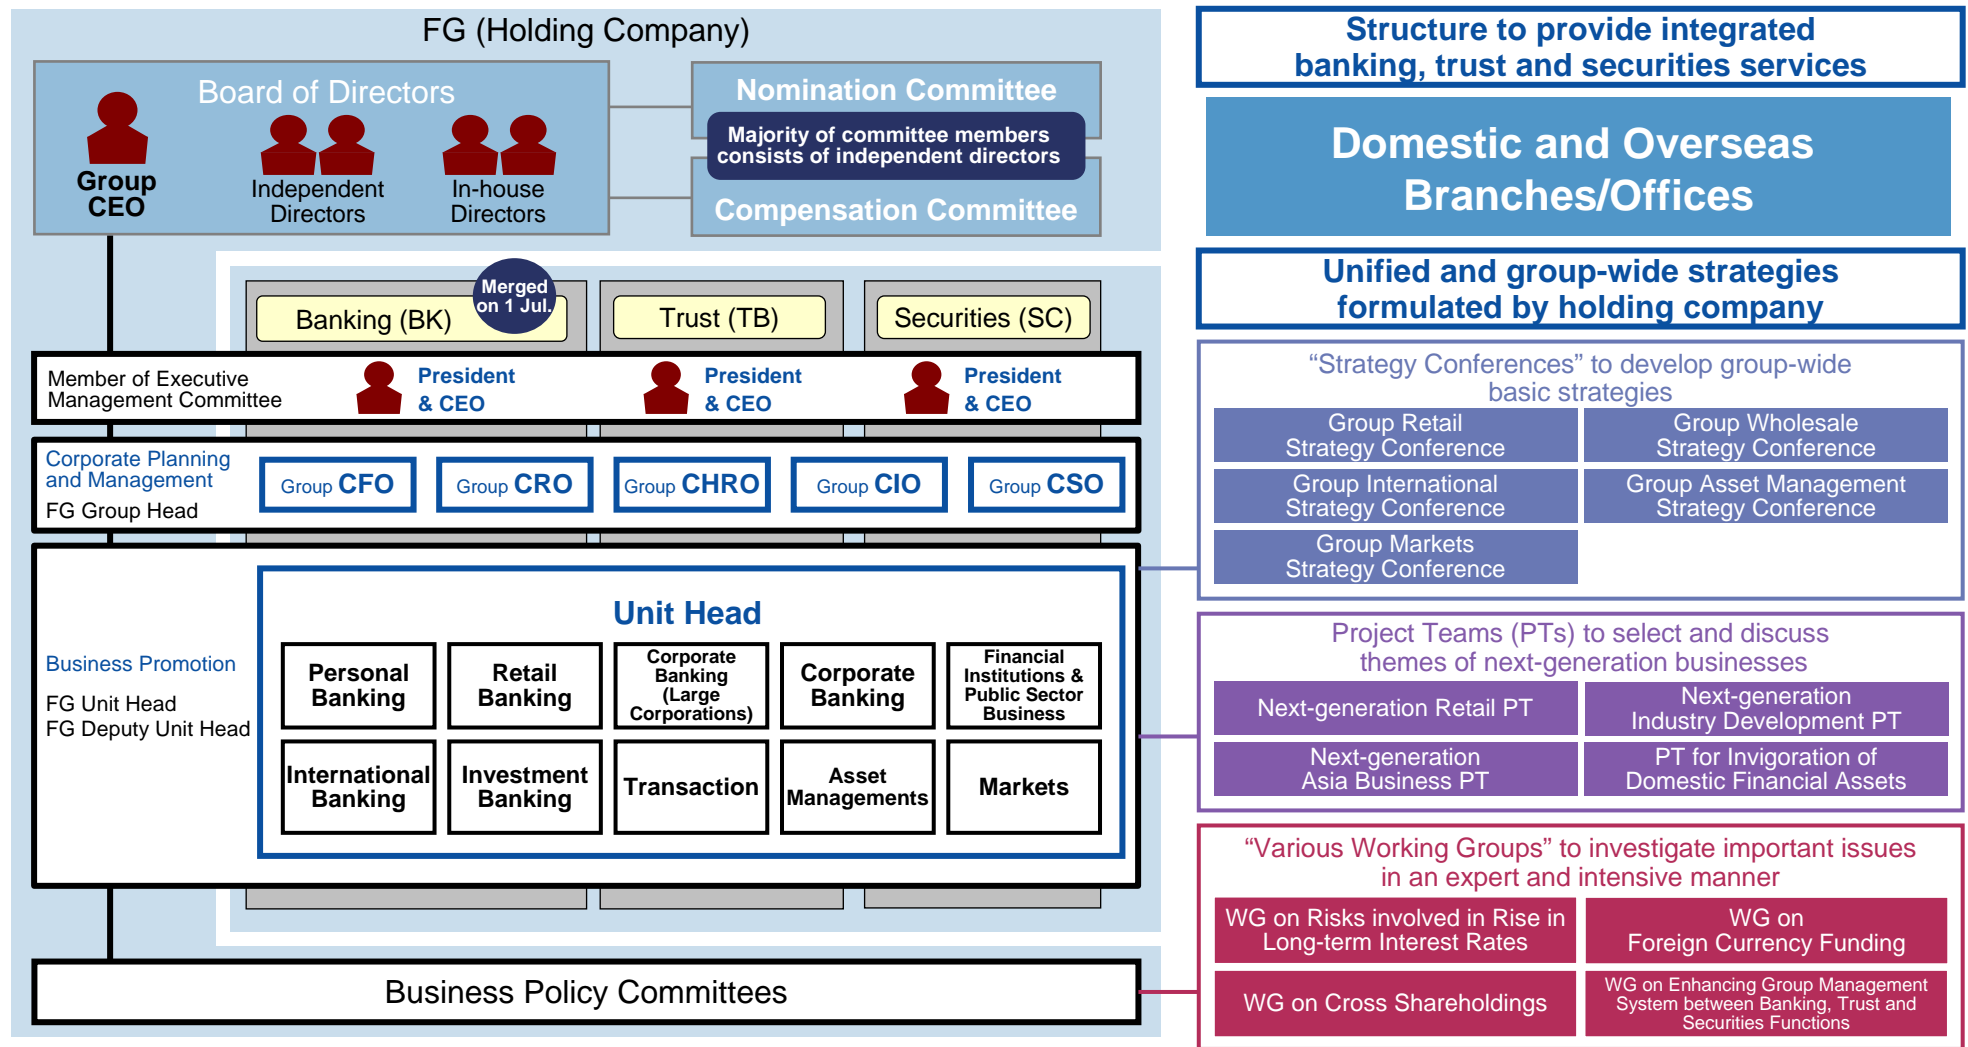 FG (Holding Company)
Board of Directors
Group
CEO
Independent
Directors
In-house
Directors
Nomination Committee
Majority of committee members
consists of independent directors
Compensation Committee
Banking (BK)
Merged
on 1 Jul.
Trust (TB)
Securities (SC)
Member of Executive
Management Committee
President
& CEO
President
& CEO
President
& CEO
Corporate Planning
and Management
FG Group Head
Group CFO
Group CRO
Group CHRO
Group CIO
Group CSO
Business Promotion
FG Unit Head
FG Deputy Unit Head
Unit Head
Personal
Banking
Retail
Banking
Corporate
Banking
(Large
Corporations)
Corporate
Banking
Financial
Institutions &
Public Sector
Business
International
Banking
Investment
Banking
Transaction
Asset
Managements
Markets
Business Policy Committees
Structure to provide integrated
banking, trust and securities services
Domestic and Overseas
Branches/Offices
Unified and group-wide strategies
formulated by holding company
“Strategy Conferences” to develop group-wide
basic strategies
Group Retail
Strategy Conference
Group Wholesale
Strategy Conference
Group International
Strategy Conference
Group Asset Management
Strategy Conference
Group Markets
Strategy Conference
Project Teams (PTs) to select and discuss
themes of next-generation businesses
Next-generation Retail PT
Next-generation
Industry Development PT
Next-generation
Asia Business PT
PT for Invigoration of
Domestic Financial Assets
“Various Working Groups” to investigate important issues
in an expert and intensive manner
WG on Risks involved in Rise in
Long-term Interest Rates
WG on
Foreign Currency Funding
WG on Cross Shareholdings
WG on Enhancing Group Management
System between Banking, Trust and
Securities Functions